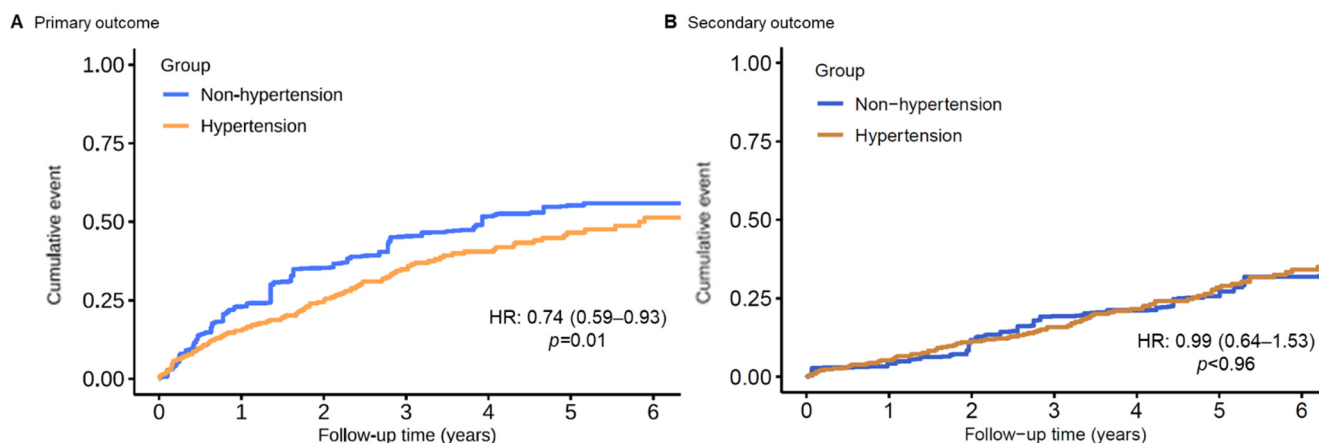 A Primary outcome
Cumulative event
1.00
0.75
0.50
0.25
0.00
Group
Non-hypertension
Hypertension
HR: 0.74 (0.59–0.93)
p=0.01
0 1 2 3 4 5 6
Follow-up time (years)
B Secondary outcome
Cumulative event
1.00
0.75
0.50
0.25
0.00
Group
Non−hypertension
Hypertension
HR: 0.99 (0.64–1.53)
p<0.96
0 1 2 3 4 5 6
Follow−up time (years)